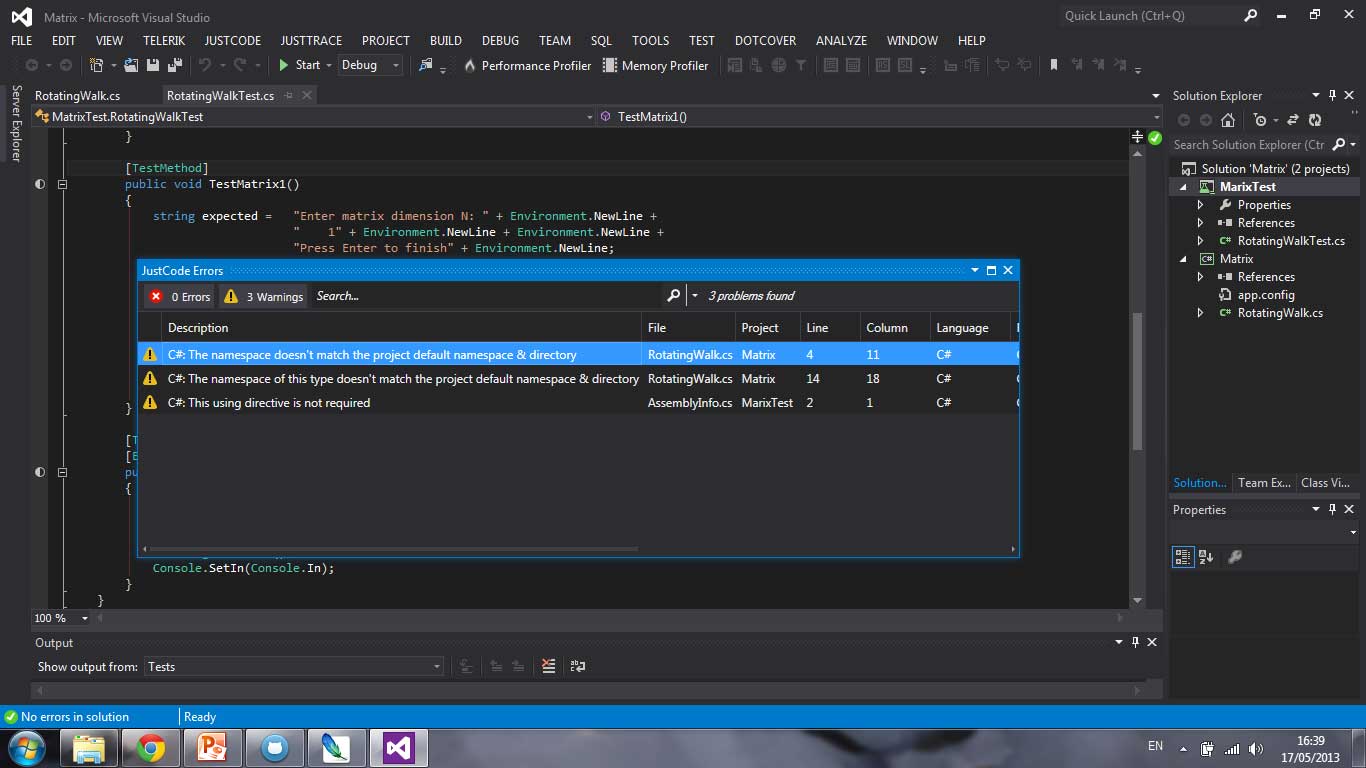 Matrix - Microsoft Visual Studio
Quick Launch (Ctrl+Q)
FILE EDIT VIEW TELERIK JUSTCODE JUSTTRACE PROJECT BUILD DEBUG TEAM SQL TOOLS TEST DOTCOVER ANALYZE WINDOW HELP
Start Debug Performance Profiler Memory Profiler
Server Explorer
RotatingWalk.cs RotatingWalkTest.cs
MatrixTest.RotatingWalkTest TestMatrix1()
}
[TestMethod]
public void TestMatrix1()
{
string expected = "Enter matrix dimension N: " + Environment.NewLine +
"    1" + Environment.NewLine + Environment.NewLine +
"Press Enter to finish" + Environment.NewLine;
JustCode Errors
0 Errors 3 Warnings Search... 3 problems found
Description File Project Line Column Language
C#: The namespace doesn't match the project default namespace & directory RotatingWalk.cs Matrix 4 11 C#
C#: The namespace of this type doesn't match the project default namespace & directory RotatingWalk.cs Matrix 14 18 C#
C#: This using directive is not required AssemblyInfo.cs MarixTest 2 1 C#
}
[T
[E
pu
{
Console.SetIn(Console.In);
}
}
100 %
Output
Show output from: Tests
Solution Explorer
Search Solution Explorer (Ctr
Solution 'Matrix' (2 projects)
MarixTest
Properties
References
C# RotatingWalkTest.cs
C# Matrix
References
app.config
C# RotatingWalk.cs
Solution... Team Ex... Class Vi...
Properties
No errors in solution Ready
EN 16:39
17/05/2013